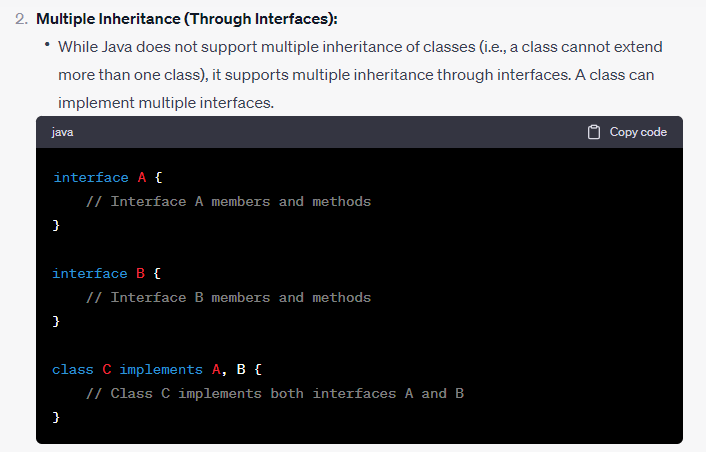 2. Multiple Inheritance (Through Interfaces):
• While Java does not support multiple inheritance of classes (i.e., a class cannot extend
more than one class), it supports multiple inheritance through interfaces. A class can
implement multiple interfaces.
java Copy code
interface A {
    // Interface A members and methods
}
interface B {
    // Interface B members and methods
}
class C implements A, B {
    // Class C implements both interfaces A and B
}